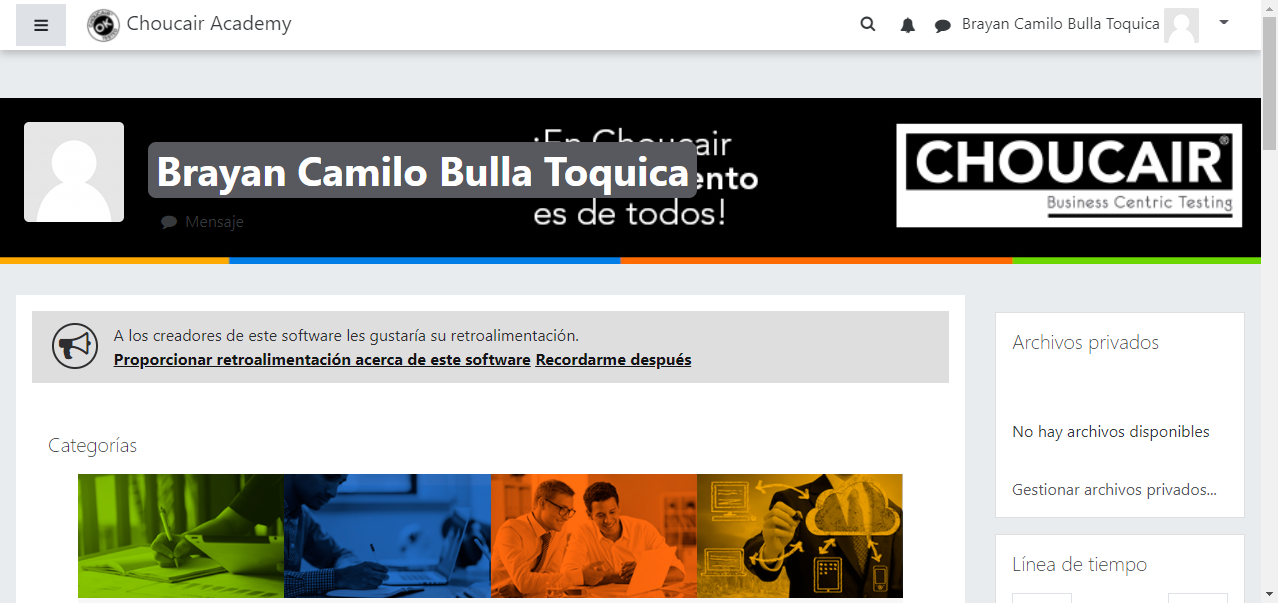 Choucair Academy
Brayan Camilo Bulla Toquica
¡En Choucair
Brayan Camilo Bulla Toquica
ento
es de todos!
Mensaje
CHOUCAIR®
Business Centric Testing
A los creadores de este software les gustaría su retroalimentación.
Proporcionar retroalimentación acerca de este software Recordarme después
Categorías
Archivos privados
No hay archivos disponibles
Gestionar archivos privados...
Línea de tiempo